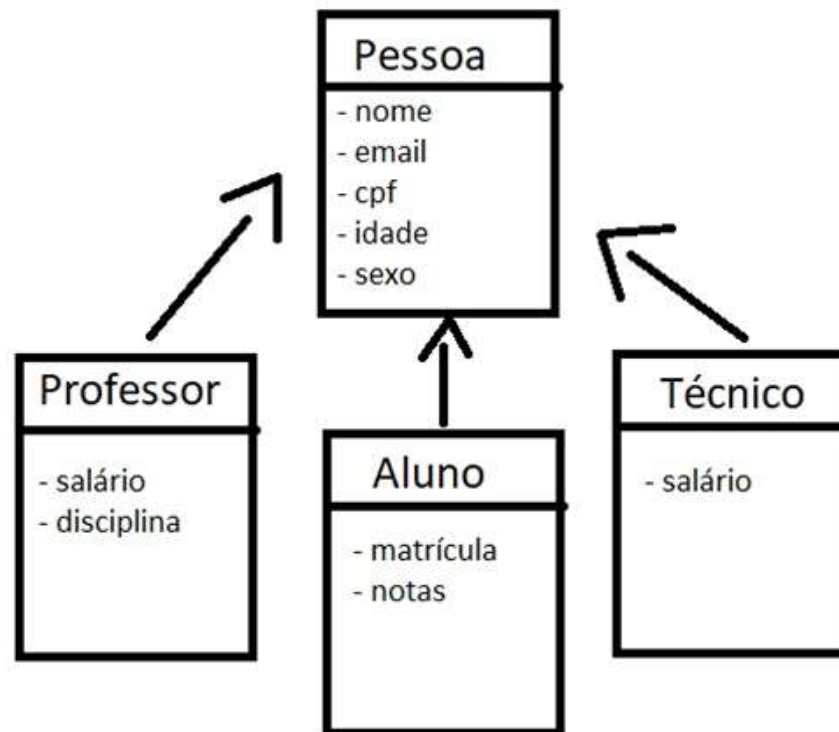 Pessoa
- nome
- email
- cpf
- idade
- sexo
Professor
- salário
- disciplina
Aluno
- matrícula
- notas
Técnico
- salário